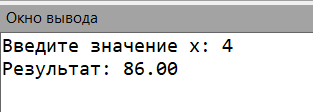 Окно вывода
Введите значение x: 4
Результат: 86.00